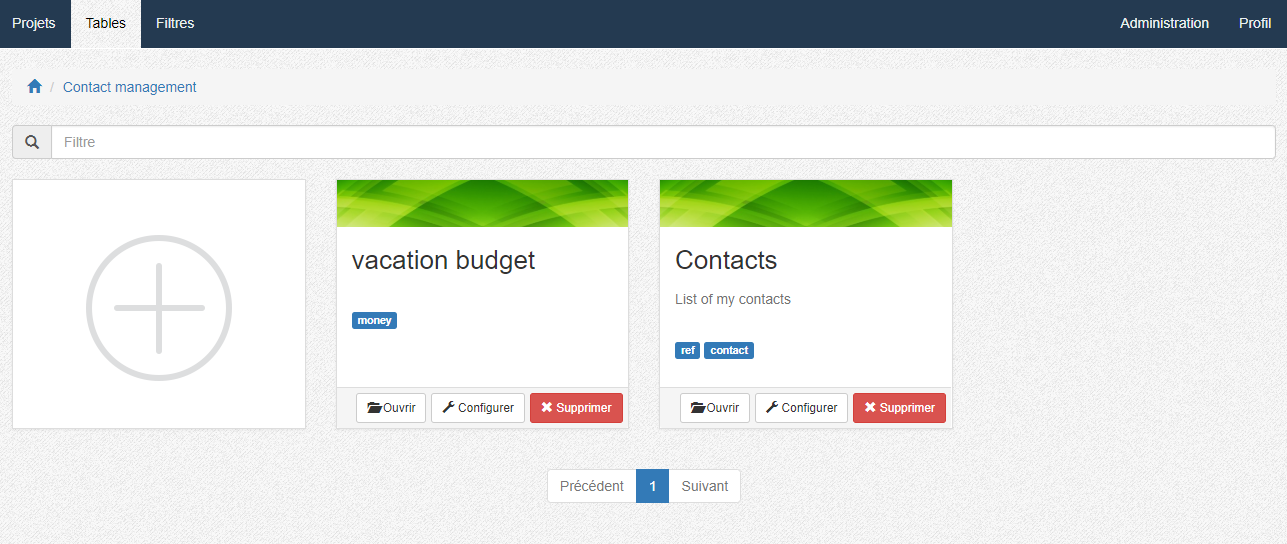 Projets Tables Filtres Administration Profil
/ Contact management
Filtre
vacation budget
money
Ouvrir Configurer Supprimer
Contacts
List of my contacts
ref contact
Ouvrir Configurer Supprimer
Précédent 1 Suivant